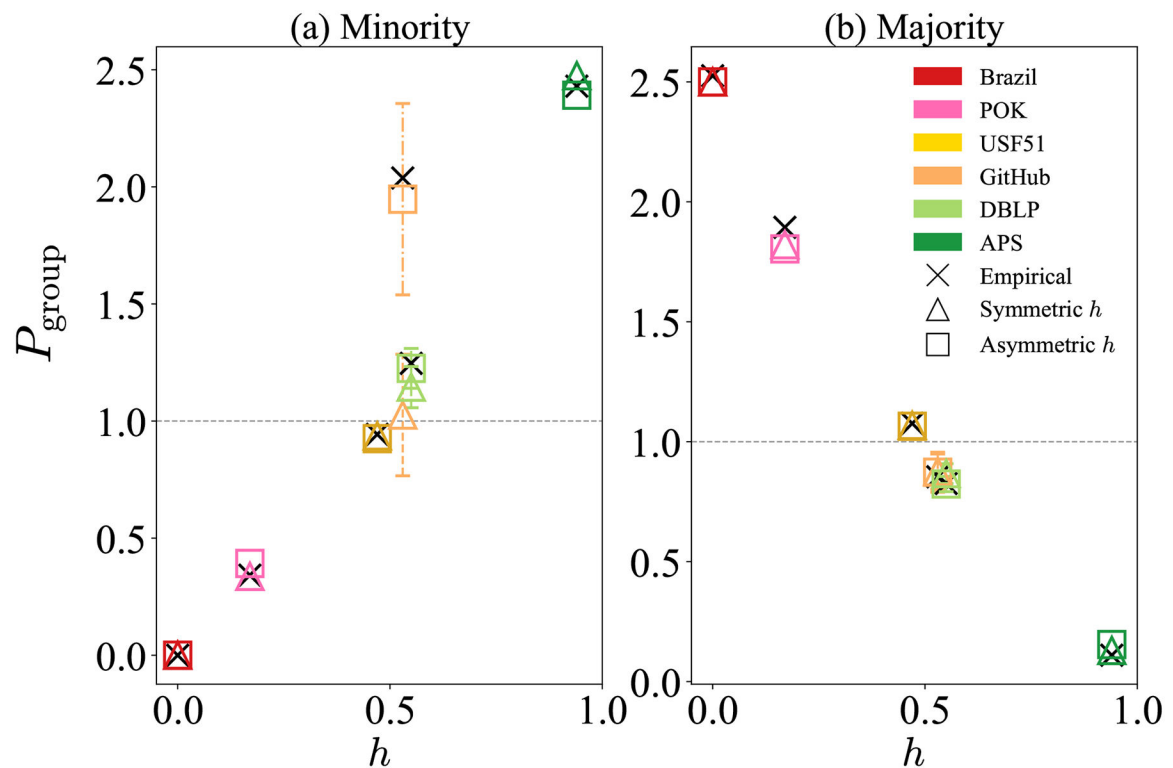 (a) Minority
(b) Majority
P_group
2.5
2.0
1.5
1.0
0.5
0.0
0.0
0.5
1.0
h
2.5
2.0
1.5
1.0
0.5
0.0
0.0
0.5
1.0
h
Brazil
POK
USF51
GitHub
DBLP
APS
Empirical
Symmetric h
Asymmetric h